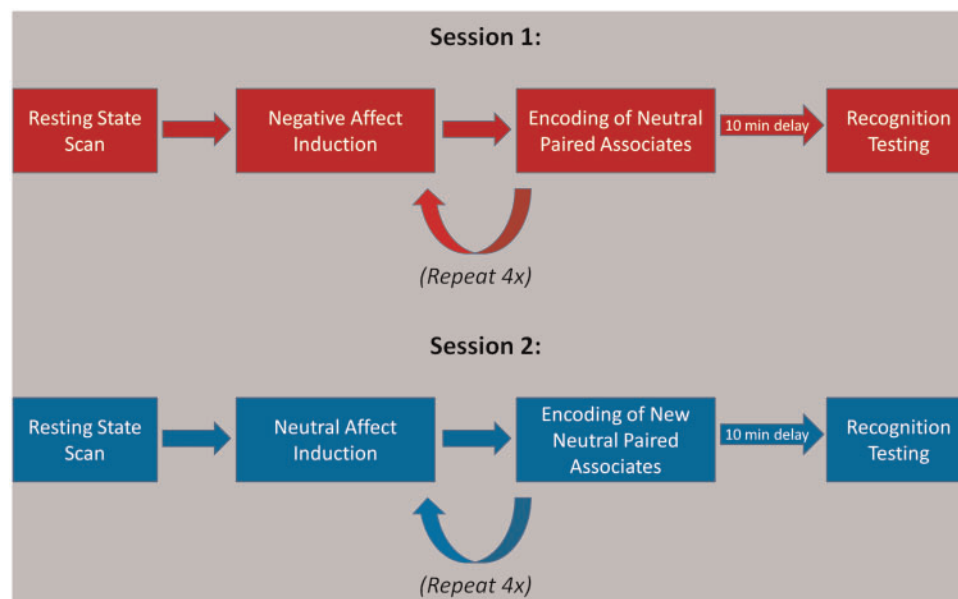 Session 1:
Resting State
Scan
Negative Affect
Induction
Encoding of Neutral
Paired Associates
10 min delay
Recognition
Testing
(Repeat 4x)
Session 2:
Resting State
Scan
Neutral Affect
Induction
Encoding of New
Neutral Paired
Associates
10 min delay
Recognition
Testing
(Repeat 4x)